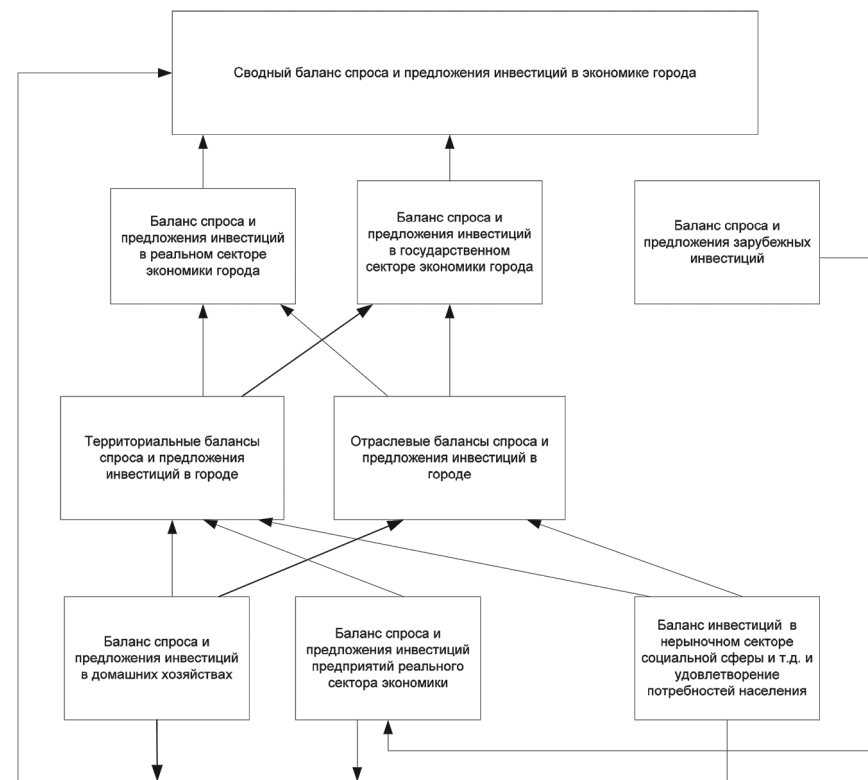 Сводный баланс спроса и предложения инвестиций в экономике города
Баланс спроса и
предложения инвестиций
в реальном секторе
экономики города
Баланс спроса и
предложения инвестиций
в государственном
секторе экономики города
Баланс спроса и
предложения зарубежных
инвестиций
Территориальные балансы
спроса и предложения
инвестиций в городе
Отраслевые балансы спроса и
предложения инвестиций в
городе
Баланс спроса и
предложения инвестиций
в домашних хозяйствах
Баланс спроса и
предложения инвестиций
предприятий реального
сектора экономики
Баланс инвестиций в
нерыночном секторе
социальной сферы и т.д. и
удовлетворение
потребностей населения